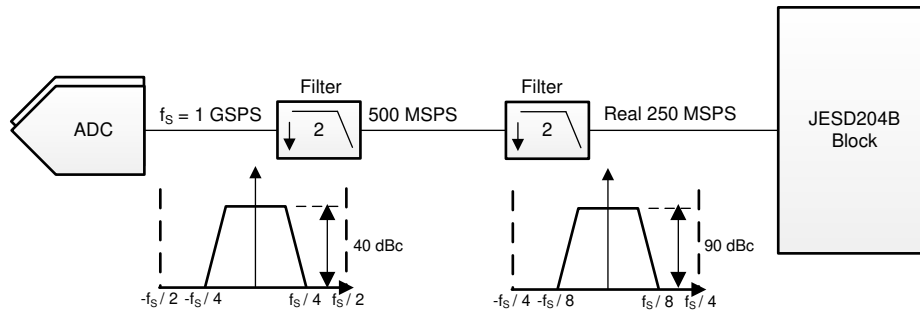 Filter
Filter
ADC
f_S = 1 GSPS
2
500 MSPS
2
Real 250 MSPS
JESD204B
Block
40 dBc
90 dBc
-f_S / 2
-f_S / 4
f_S / 4
f_S / 2
-f_S / 4
-f_S / 8
f_S / 8
f_S / 4